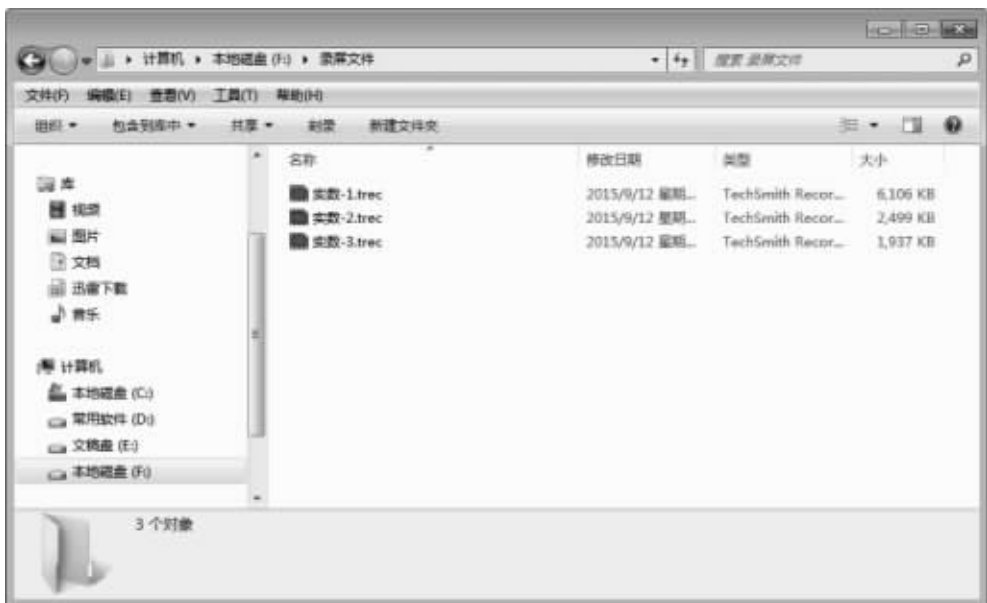 计算机 ▸ 本地磁盘 (F:) ▸ 录屏文件
搜索 录屏文件
文件(F) 编辑(E) 查看(V) 工具(T) 帮助(H)
组织 包含到库中 共享 刻录 新建文件夹
名称 修改日期 类型 大小
实数-1.trec 2015/9/12 星期... TechSmith Recor... 6,106 KB
实数-2.trec 2015/9/12 星期... TechSmith Recor... 2,499 KB
实数-3.trec 2015/9/12 星期... TechSmith Recor... 1,937 KB
库
视频
图片
文档
迅雷下载
音乐
计算机
本地磁盘 (C:)
常用软件 (D:)
文稿盘 (E:)
本地磁盘 (F:)
3 个对象